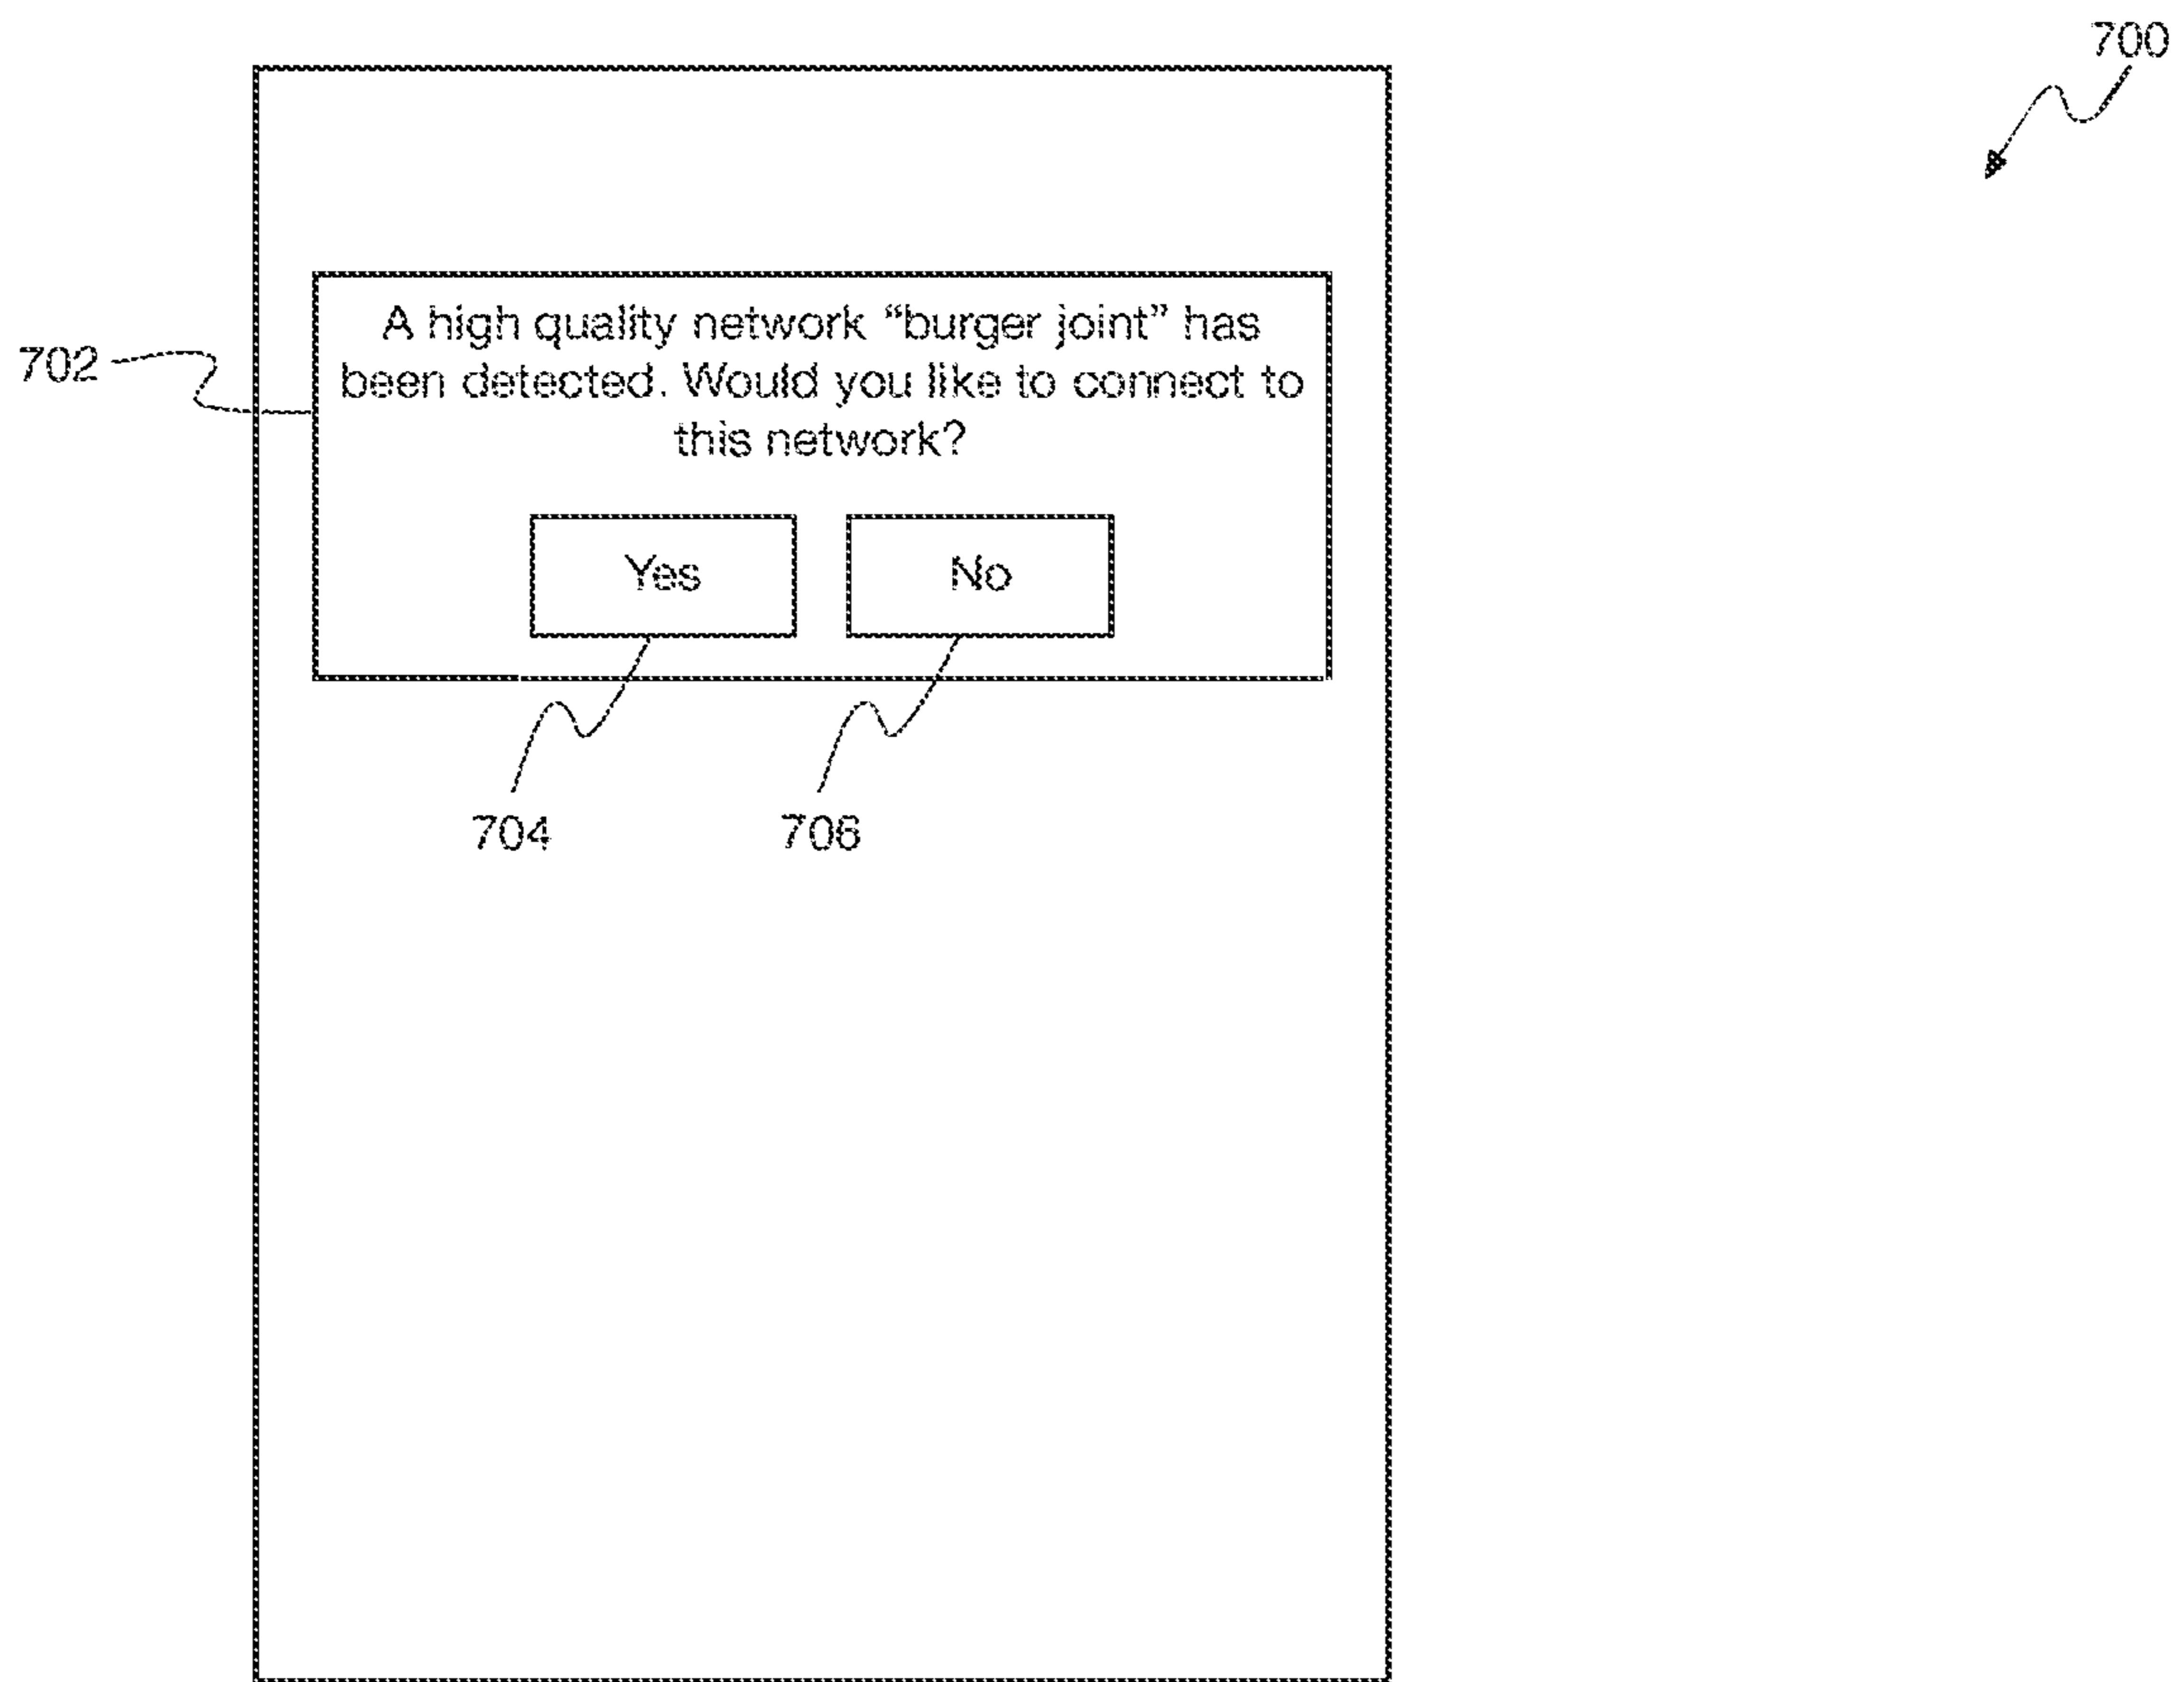 700
A high quality network “burger joint” has
702
been detected. Would you like to connect to
this network?
Yes
No
704
706